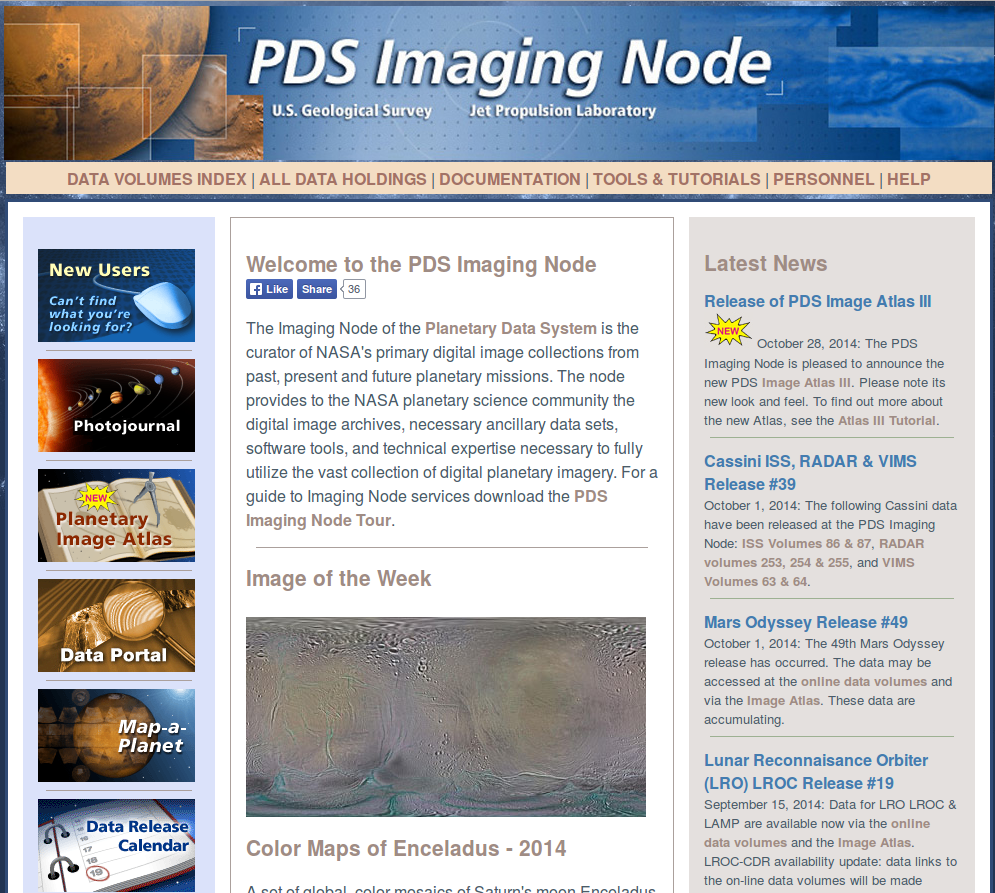 PDS Imaging Node
U.S. Geological Survey Jet Propulsion Laboratory
DATA VOLUMES INDEX | ALL DATA HOLDINGS | DOCUMENTATION | TOOLS & TUTORIALS | PERSONNEL | HELP
New Users
Can't find
what you're
looking for?
Photojournal
NEW
Planetary
Image Atlas
Data Portal
Map-a-
Planet
Data Release
Calendar
16
17
18
19
Welcome to the PDS Imaging Node
Like Share 36
The Imaging Node of the Planetary Data System is the
curator of NASA's primary digital image collections from
past, present and future planetary missions. The node
provides to the NASA planetary science community the
digital image archives, necessary ancillary data sets,
software tools, and technical expertise necessary to fully
utilize the vast collection of digital planetary imagery. For a
guide to Imaging Node services download the PDS
Imaging Node Tour.
Image of the Week
Color Maps of Enceladus - 2014
A set of global, color mosaics of Saturn's moon Enceladus
Latest News
Release of PDS Image Atlas III
NEW October 28, 2014: The PDS
Imaging Node is pleased to announce the
new PDS Image Atlas III. Please note its
new look and feel. To find out more about
the new Atlas, see the Atlas III Tutorial.
Cassini ISS, RADAR & VIMS
Release #39
October 1, 2014: The following Cassini data
have been released at the PDS Imaging
Node: ISS Volumes 86 & 87, RADAR
volumes 253, 254 & 255, and VIMS
Volumes 63 & 64.
Mars Odyssey Release #49
October 1, 2014: The 49th Mars Odyssey
release has occurred. The data may be
accessed at the online data volumes and
via the Image Atlas. These data are
accumulating.
Lunar Reconnaisance Orbiter
(LRO) LROC Release #19
September 15, 2014: Data for LRO LROC &
LAMP are available now via the online
data volumes and the Image Atlas.
LROC-CDR availability update: data links to
the on-line data volumes will be made